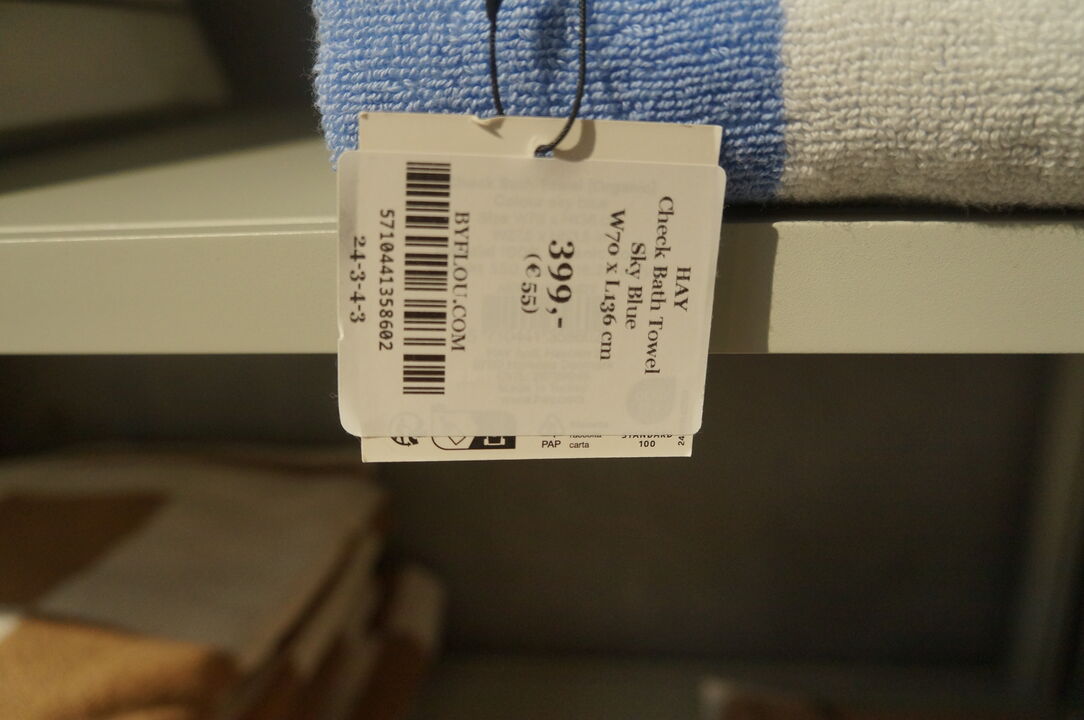 HAY
Check Bath Towel
Sky Blue
W70 x L136 cm
399,-
(€ 55)
BYFLOU.COM
5710441358602
24-3-4-3
PAP
raccolta
carta
STANDARD
100